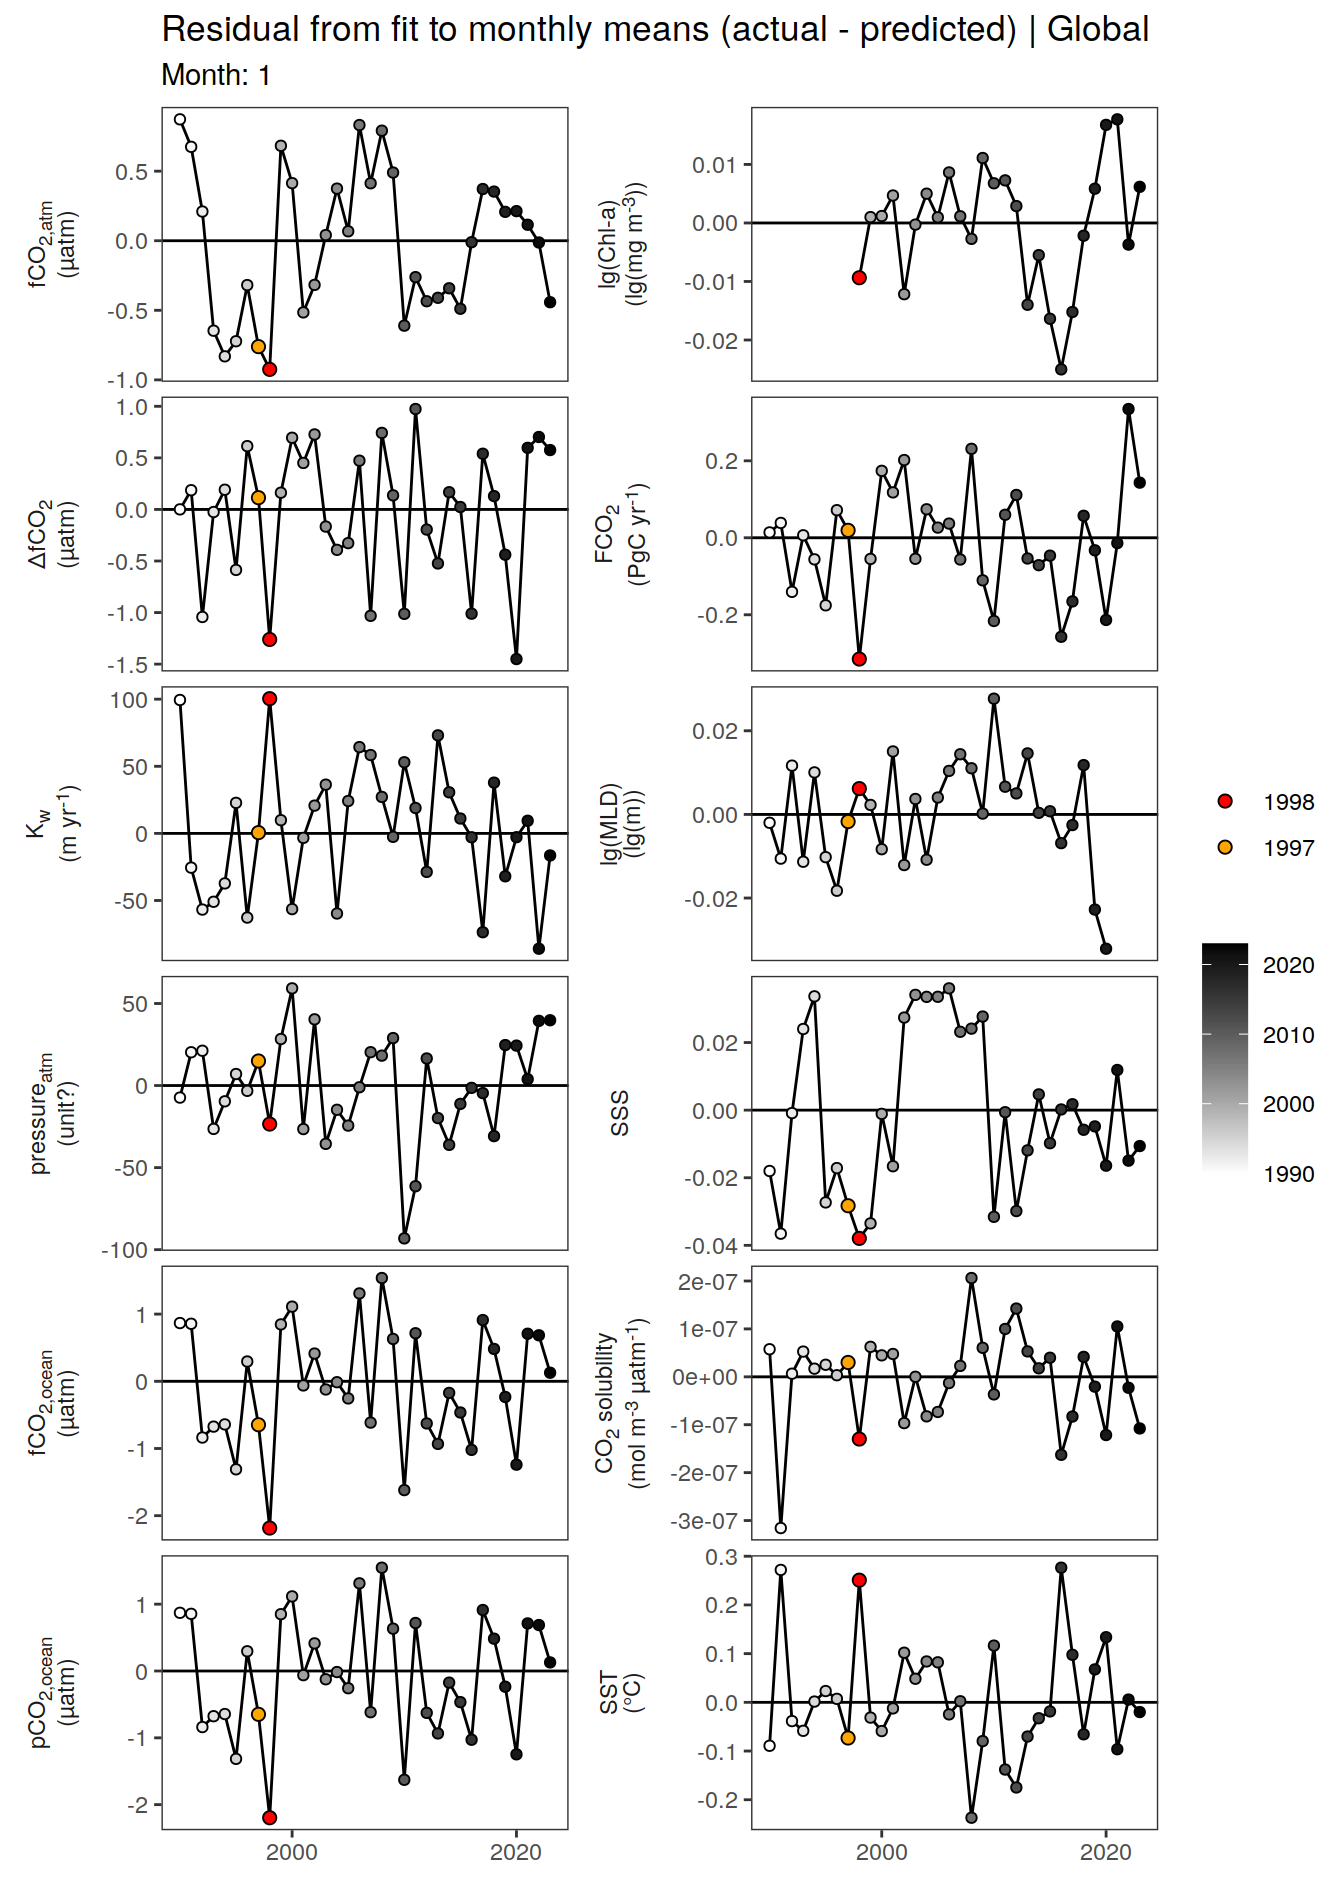 Residual from fit to monthly means (actual - predicted) | Global
Month: 1
fCO2,atm
(µatm)
0.5
0.0
-0.5
-1.0
lg(Chl-a)
(lg(mg m-3))
0.01
0.00
-0.01
-0.02
ΔfCO2
(µatm)
1.0
0.5
0.0
-0.5
-1.0
-1.5
FCO2
(PgC yr-1)
0.2
0.0
-0.2
Kw
(m yr-1)
100
50
0
-50
lg(MLD)
(lg(m))
0.02
0.00
-0.02
pressureatm
(unit?)
50
0
-50
-100
SSS
0.02
0.00
-0.02
-0.04
fCO2,ocean
(µatm)
1
0
-1
-2
CO2 solubility
(mol m-3 µatm-1)
2e-07
1e-07
0e+00
-1e-07
-2e-07
-3e-07
pCO2,ocean
(µatm)
1
0
-1
-2
2000
2020
SST
(°C)
0.3
0.2
0.1
0.0
-0.1
-0.2
2000
2020
1998
1997
2020
2010
2000
1990